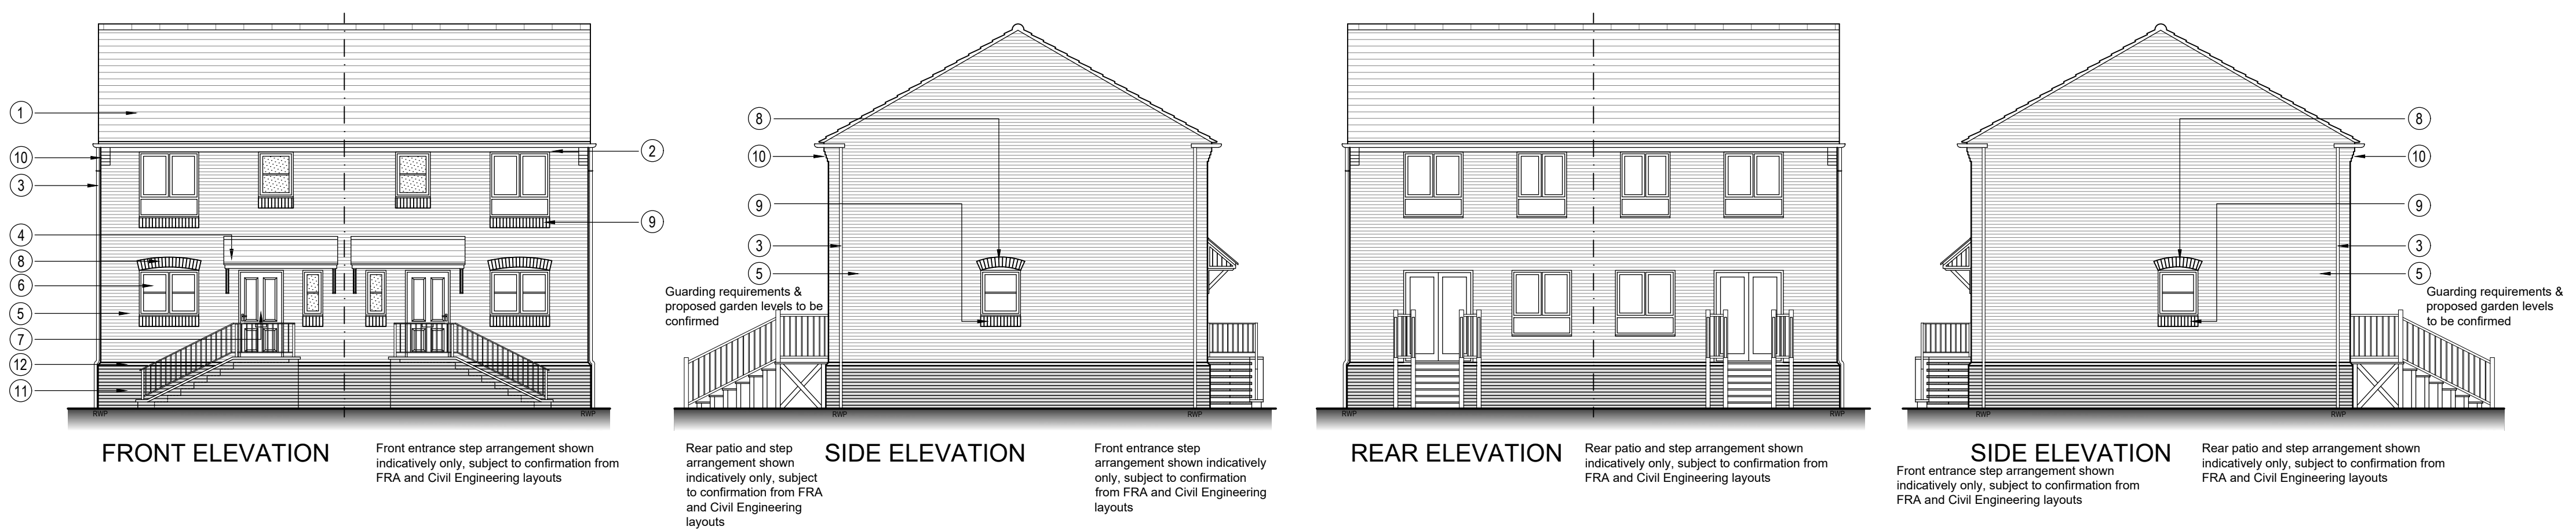 1
10
3
4
8
6
5
7
12
11
2
9
RWP
RWP
FRONT ELEVATION
Front entrance step arrangement shown
indicatively only, subject to confirmation from
FRA and Civil Engineering layouts
8
10
9
3
5
Guarding requirements &
proposed garden levels to be
confirmed
RWP
RWP
Rear patio and step
arrangement shown
indicatively only, subject
to confirmation from FRA
and Civil Engineering
layouts
SIDE ELEVATION
Front entrance step
arrangement shown indicatively
only, subject to confirmation
from FRA and Civil Engineering
layouts
RWP
RWP
REAR ELEVATION
Rear patio and step arrangement shown
indicatively only, subject to confirmation from
FRA and Civil Engineering layouts
8
10
9
3
5
Guarding requirements &
proposed garden levels
to be confirmed
RWP
RWP
SIDE ELEVATION
Front entrance step arrangement shown
indicatively only, subject to confirmation from
FRA and Civil Engineering layouts
Rear patio and step arrangement shown
indicatively only, subject to confirmation from
FRA and Civil Engineering layouts